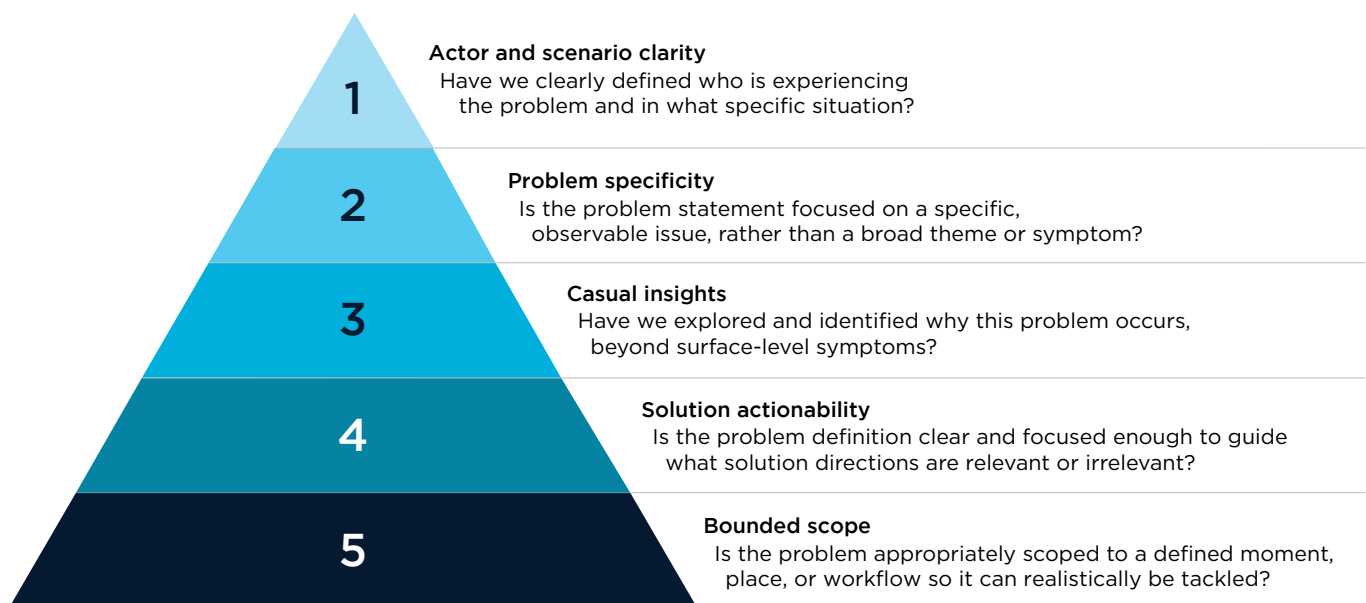 1
Actor and scenario clarity
Have we clearly defined who is experiencing
the problem and in what specific situation?
2
Problem specificity
Is the problem statement focused on a specific,
observable issue, rather than a broad theme or symptom?
3
Casual insights
Have we explored and identified why this problem occurs,
beyond surface-level symptoms?
4
Solution actionability
Is the problem definition clear and focused enough to guide
what solution directions are relevant or irrelevant?
5
Bounded scope
Is the problem appropriately scoped to a defined moment,
place, or workflow so it can realistically be tackled?